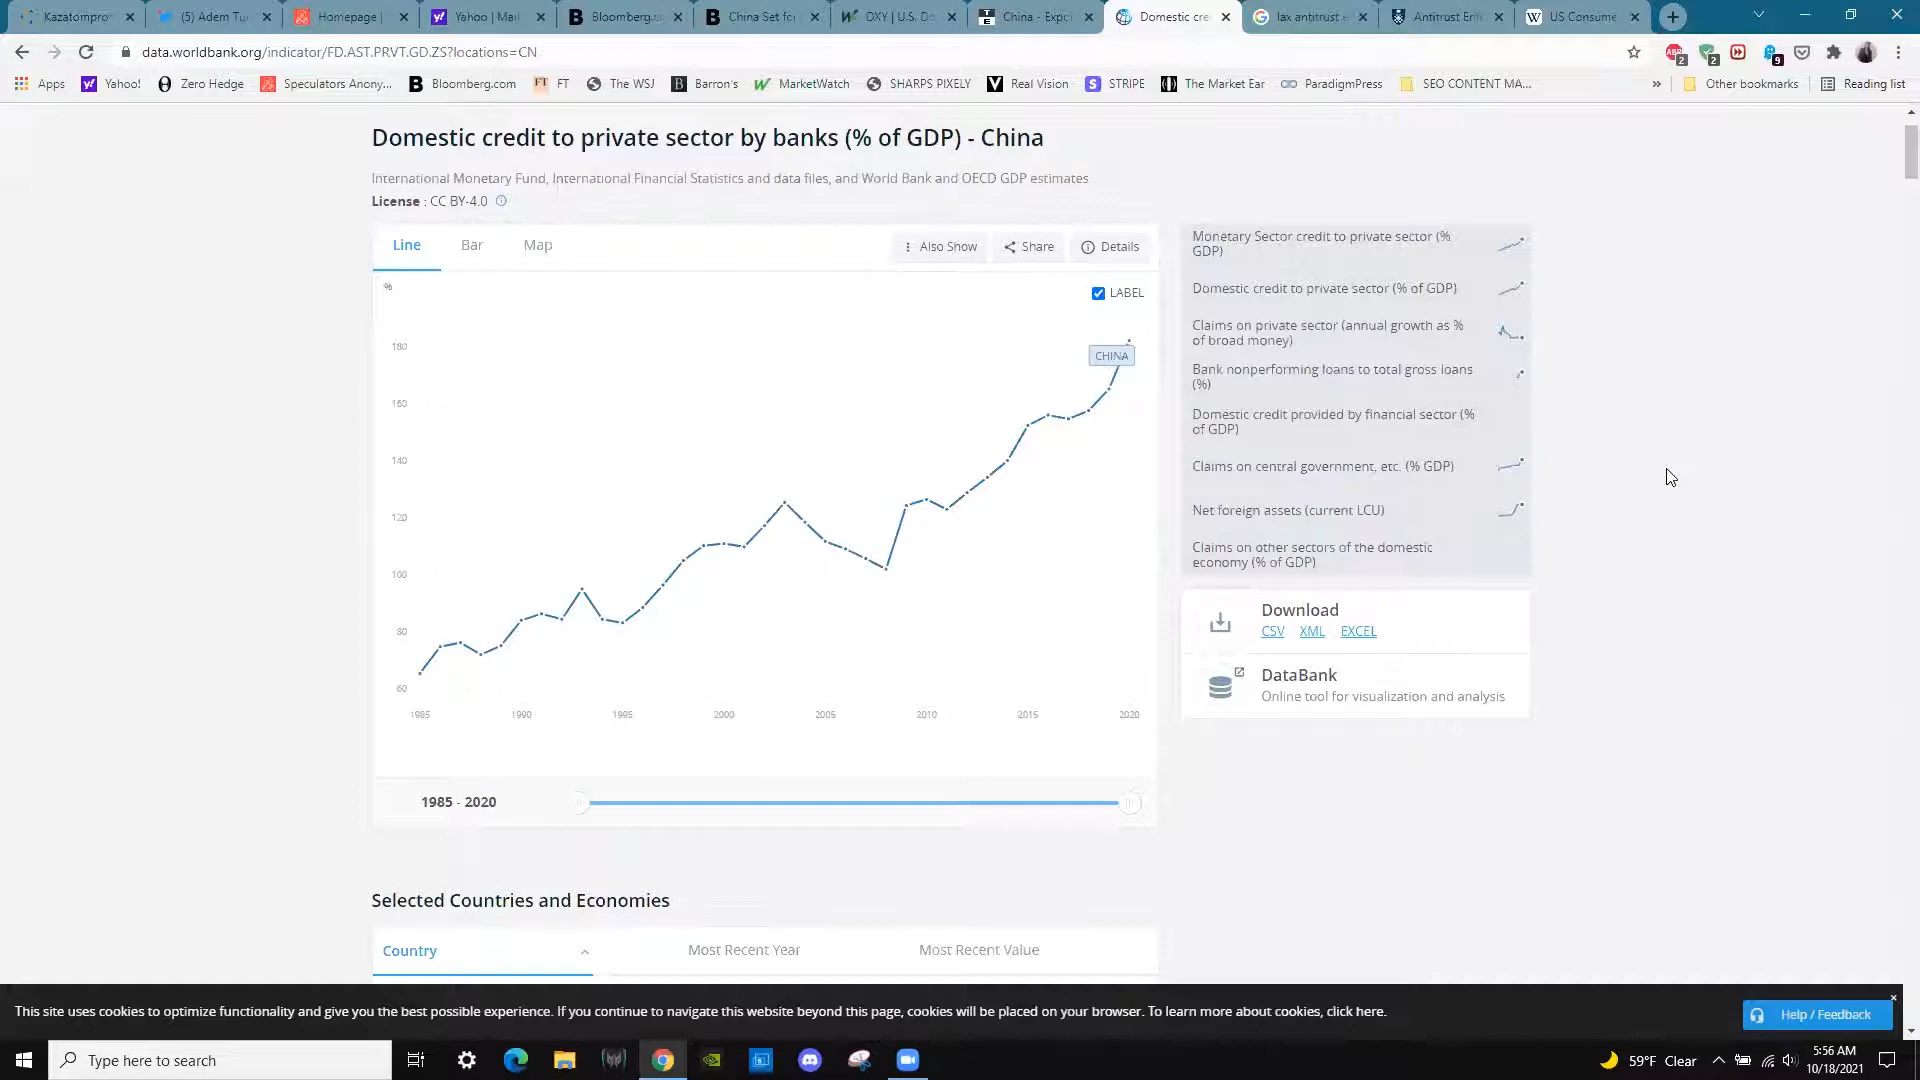 Kazatompro
(5) Adem Tu
Homepage |
Yahoo | Mail
Bloomberg.c
China Set fo
OXY | U.S. Do
China - Expo
Domestic cre
lax antitrust e
Antitrust Enf
US Consume
data.worldbank.org/indicator/FD.AST.PRVT.GD.ZS?locations=CN
Apps
Yahoo!
Zero Hedge
Speculators Anony...
Bloomberg.com
FT
The WSJ
Barron's
MarketWatch
SHARPS PIXELY
Real Vision
STRIPE
The Market Ear
ParadigmPress
SEO CONTENT MA...
Other bookmarks
Reading list
Domestic credit to private sector by banks (% of GDP) - China
International Monetary Fund, International Financial Statistics and data files, and World Bank and OECD GDP estimates
License : CC BY-4.0
Line
Bar
Map
Also Show
Share
Details
%
LABEL
CHINA
180
160
140
120
100
80
60
1985
1990
1995
2000
2005
2010
2015
2020
1985 - 2020
Monetary Sector credit to private sector (%
GDP)
Domestic credit to private sector (% of GDP)
Claims on private sector (annual growth as %
of broad money)
Bank nonperforming loans to total gross loans
(%)
Domestic credit provided by financial sector (%
of GDP)
Claims on central government, etc. (% GDP)
Net foreign assets (current LCU)
Claims on other sectors of the domestic
economy (% of GDP)
Download
CSV XML EXCEL
DataBank
Online tool for visualization and analysis
Selected Countries and Economies
Country
Most Recent Year
Most Recent Value
This site uses cookies to optimize functionality and give you the best possible experience. If you continue to navigate this website beyond this page, cookies will be placed on your browser. To learn more about cookies, click here.
Help / Feedback
Type here to search
59°F Clear
5:56 AM
10/18/2021